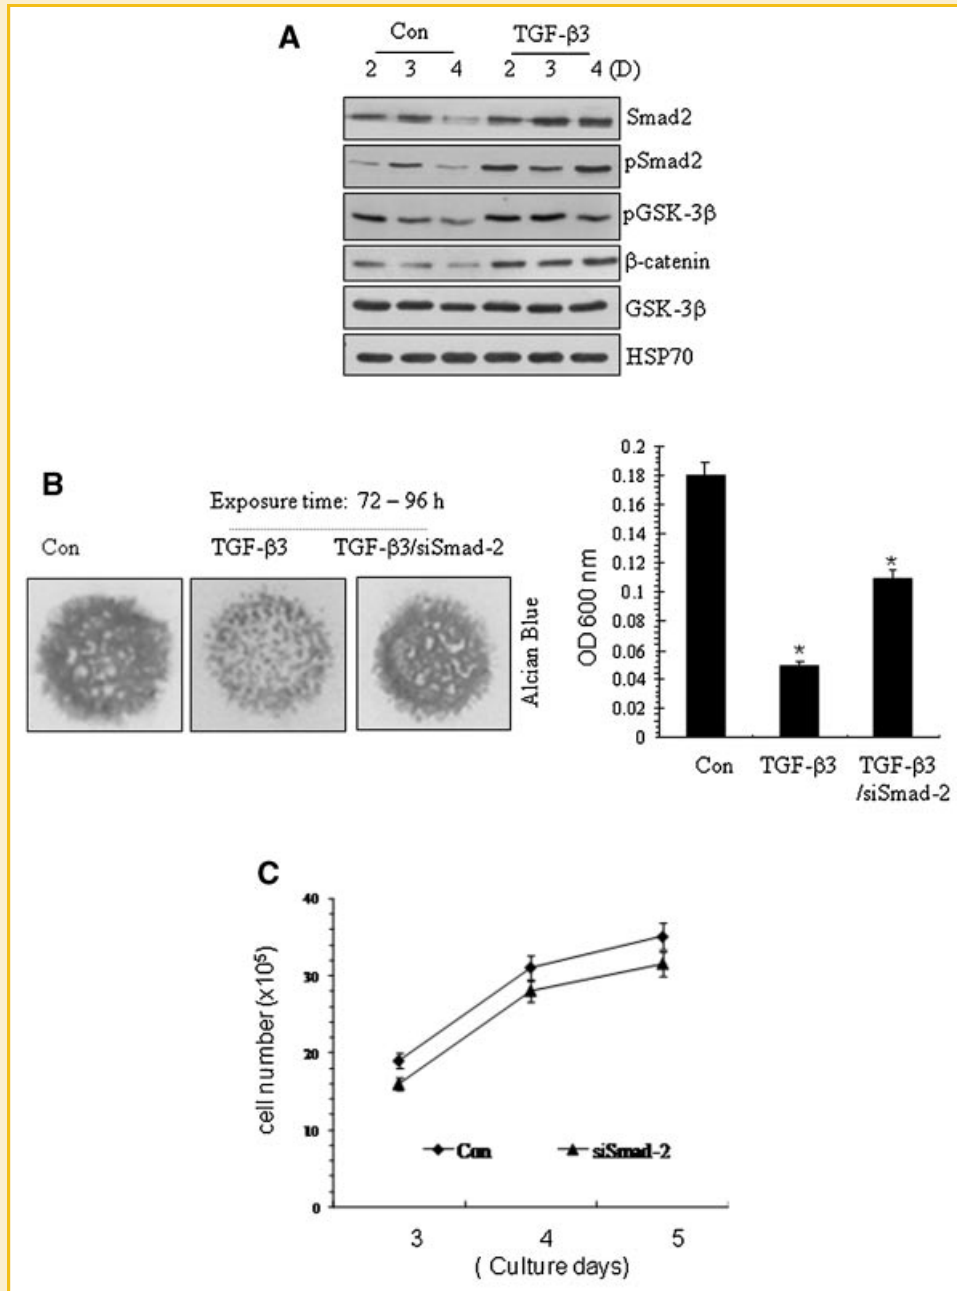 A
Con TGF-β3
2 3 4 2 3 4 (D)
Smad2
pSmad2
pGSK-3β
β-catenin
GSK-3β
HSP70
B
Exposure time: 72 – 96 h
Con TGF-β3 TGF-β3/siSmad-2
Alcian Blue
OD 600 nm
0.2
0.18
0.16
0.14
0.12
0.1
0.08
0.06
0.04
0.02
0
*
*
Con TGF-β3 TGF-β3
/siSmad-2
C
cell number (x10⁵)
40
30
20
10
0
Con siSmad-2
3 4 5
( Culture days)